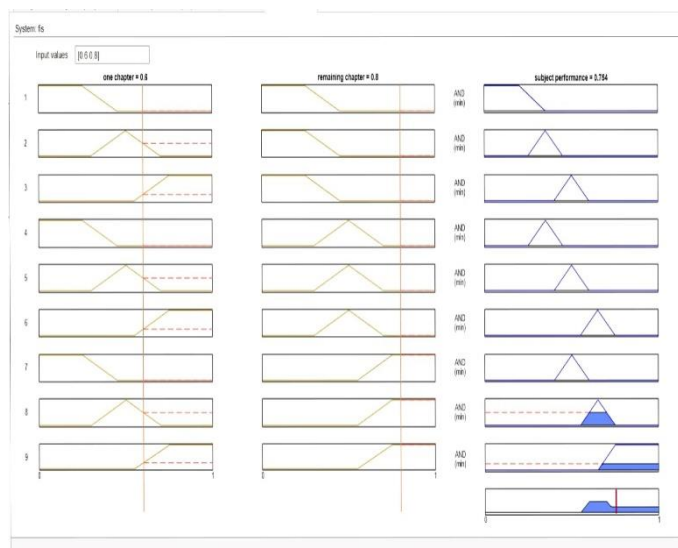 System: fis
Input values [0.6 0.8]
one chapter = 0.6 remaining chapter = 0.8 subject performance = 0.784
1 AND (min)
2 AND (min)
3 AND (min)
4 AND (min)
5 AND (min)
6 AND (min)
7 AND (min)
8 AND (min)
9 AND (min)
0 1 0 1
0 1